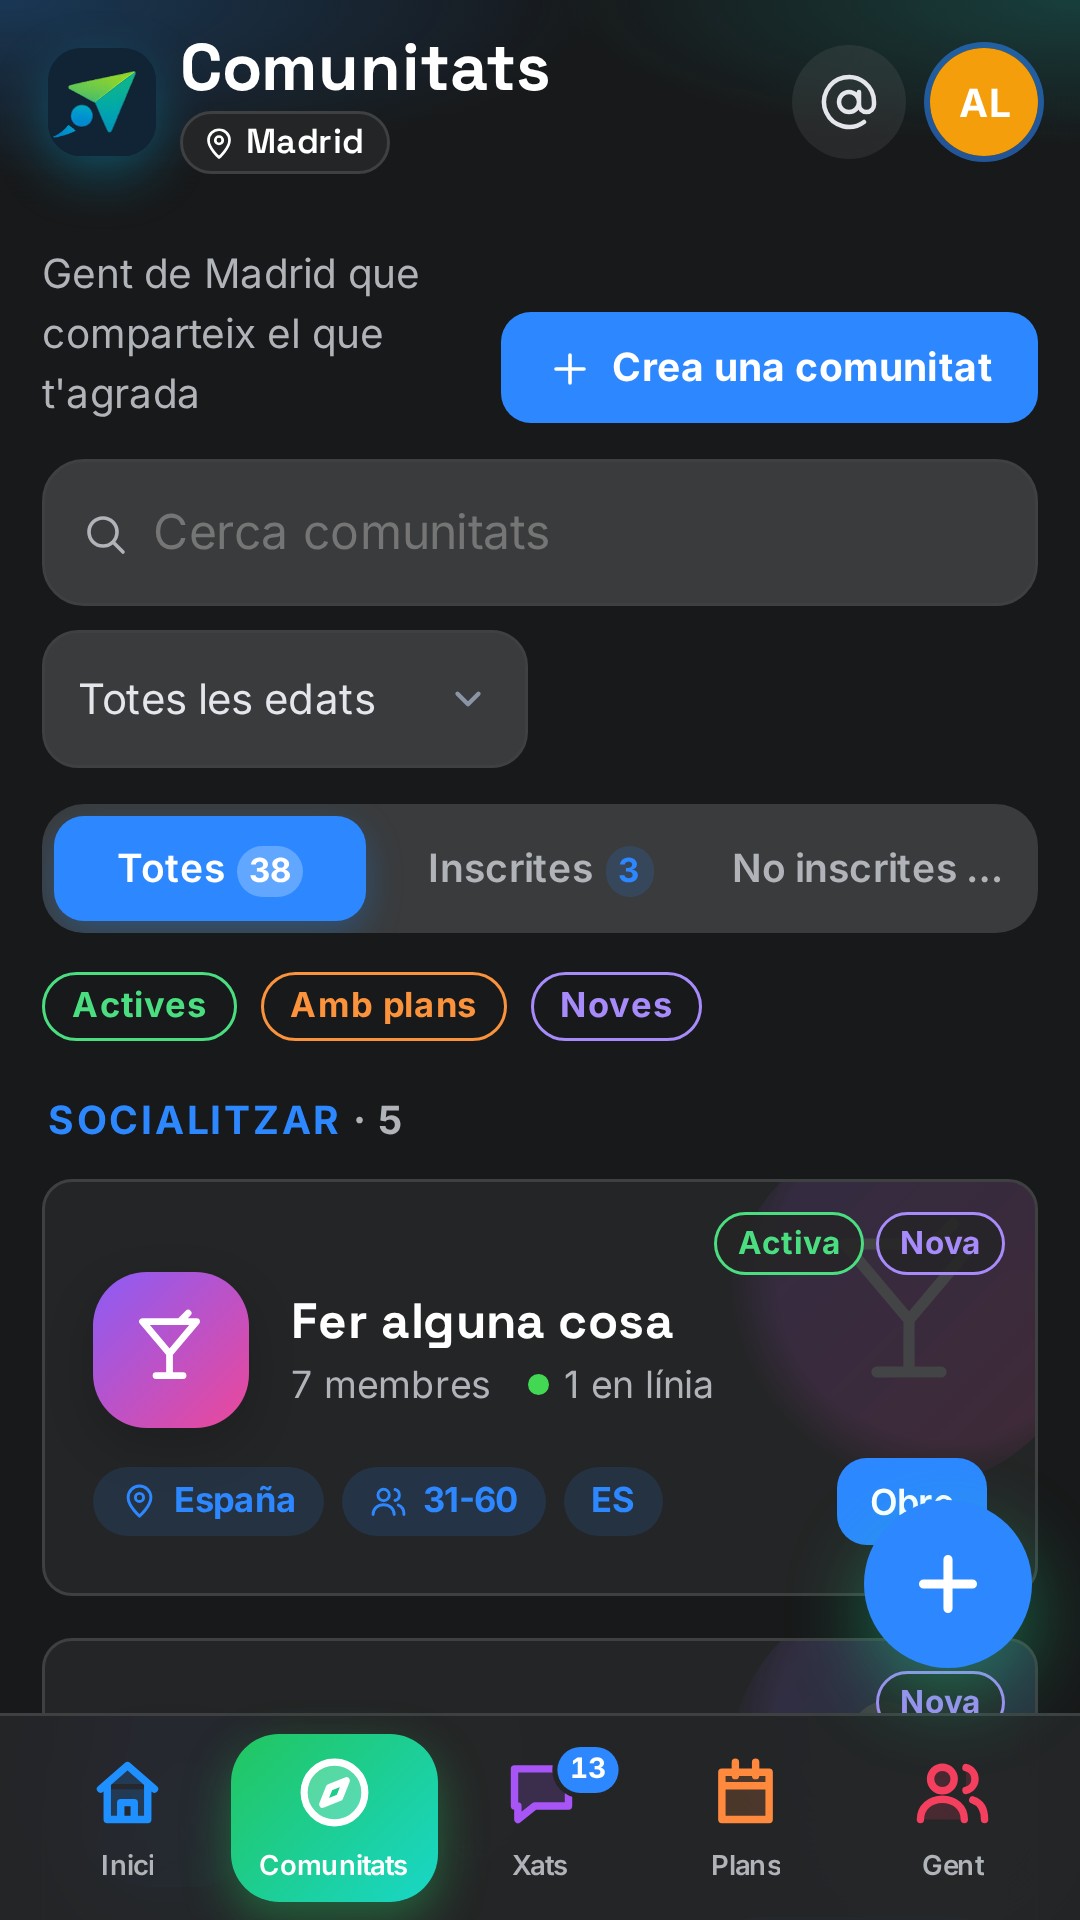 Comunitats
Madrid
AL
Gent de Madrid que
comparteix el que
t'agrada
Crea una comunitat
Cerca comunitats
Totes les edats
Totes 38
Inscrites 3
No inscrites ...
Actives
Amb plans
Noves
SOCIALITZAR · 5
Activa
Nova
Fer alguna cosa
7 membres
1 en línia
España
31-60
ES
Obre
Nova
13
Inici
Comunitats
Xats
Plans
Gent